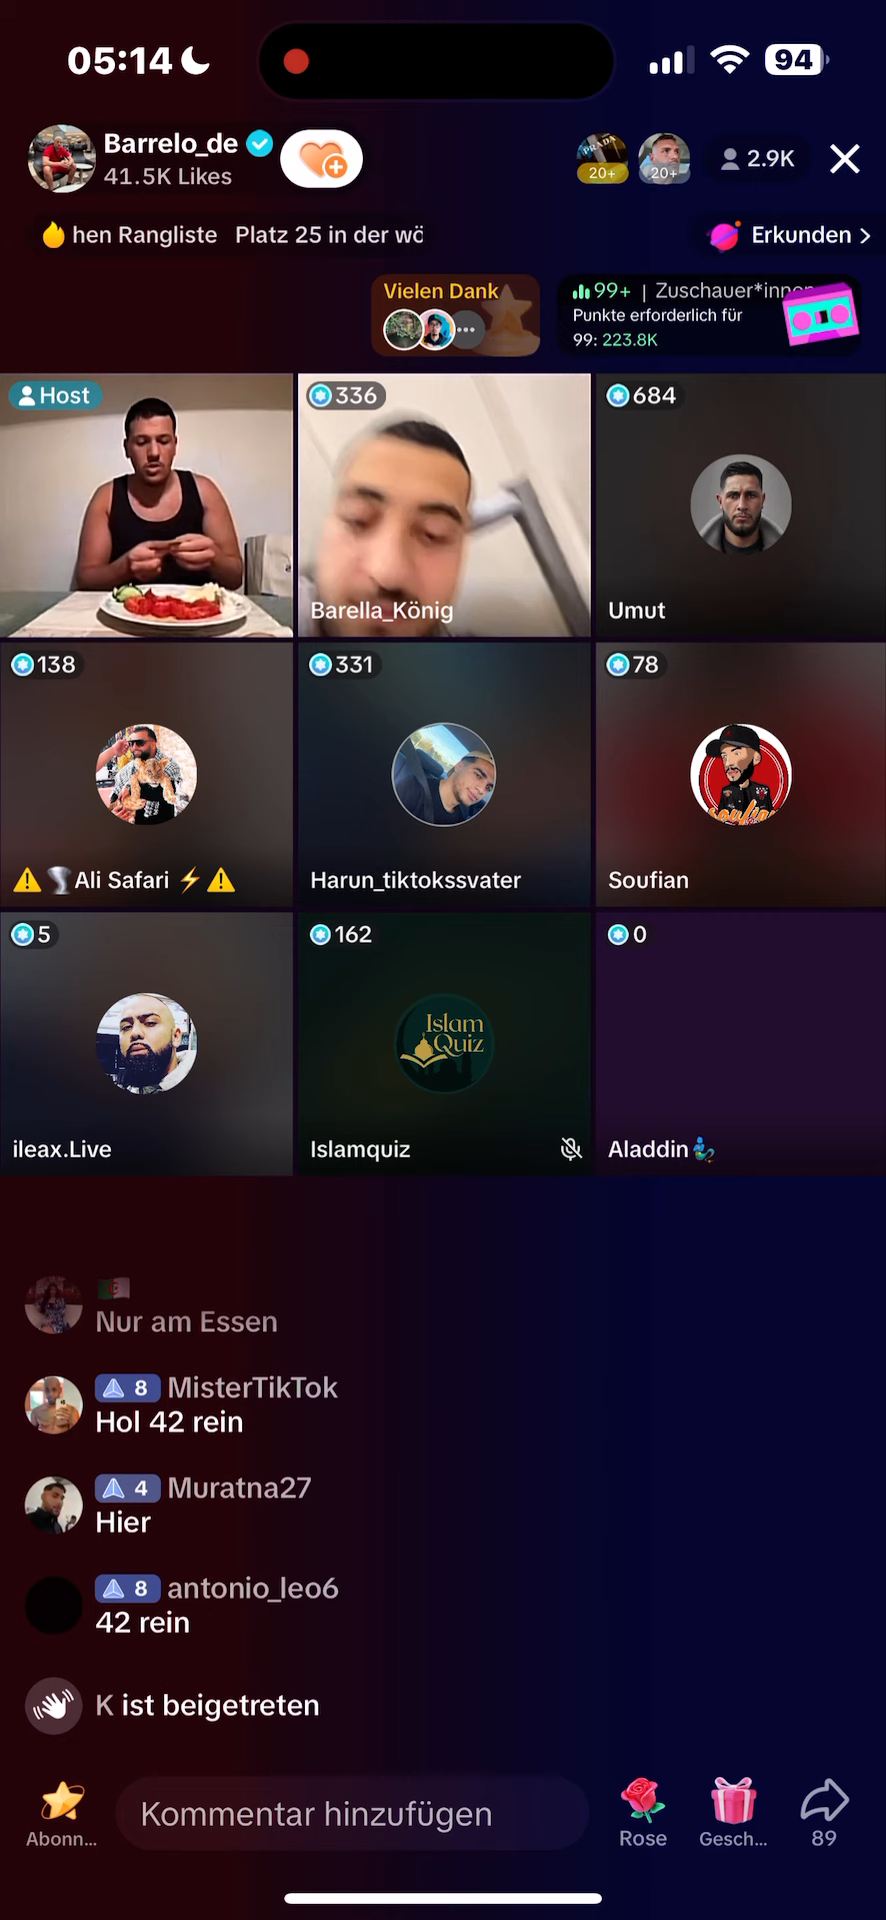 05:14
94
Barrelo_de
41.5K Likes
PRADA
20+
20+
2.9K
hen Rangliste Platz 25 in der wö
Erkunden
Vielen Dank
99+ | Zuschauer*innen
Punkte erforderlich für
99: 223.8K
Host
336
684
Barella_König
Umut
138
331
78
Ali Safari
Harun_tiktokssvater
Soufian
soufian
5
162
0
Islam
Quiz
ileax.Live
Islamquiz
Aladdin
Nur am Essen
8 MisterTikTok
Hol 42 rein
4 Muratna27
Hier
8 antonio_leo6
42 rein
K ist beigetreten
Abonn...
Kommentar hinzufügen
Rose
Gesch...
89